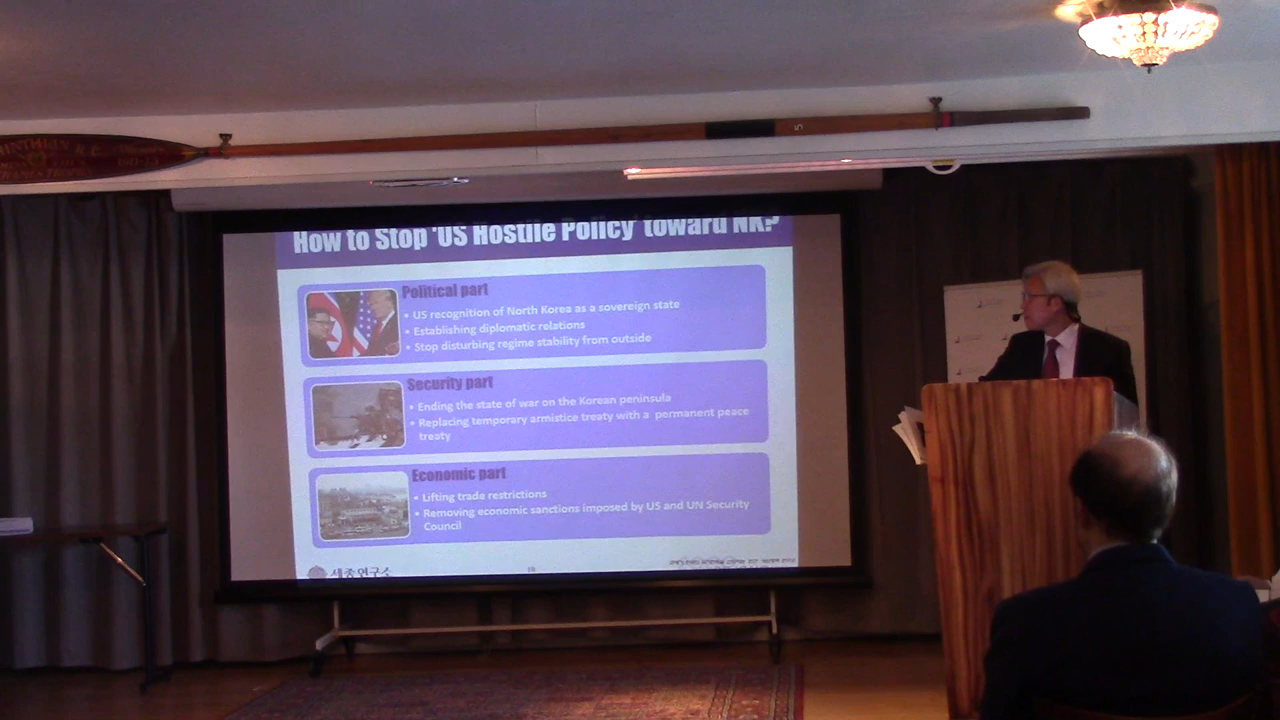 How to Stop 'US Hostile Policy' toward NK?
Political part
• US recognition of North Korea as a sovereign state
• Establishing diplomatic relations
• Stop disturbing regime stability from outside
Security part
• Ending the state of war on the Korean peninsula
• Replacing temporary armistice treaty with a permanent peace
treaty
Economic part
• Lifting trade restrictions
• Removing economic sanctions imposed by US and UN Security
Council
세종연구소
5